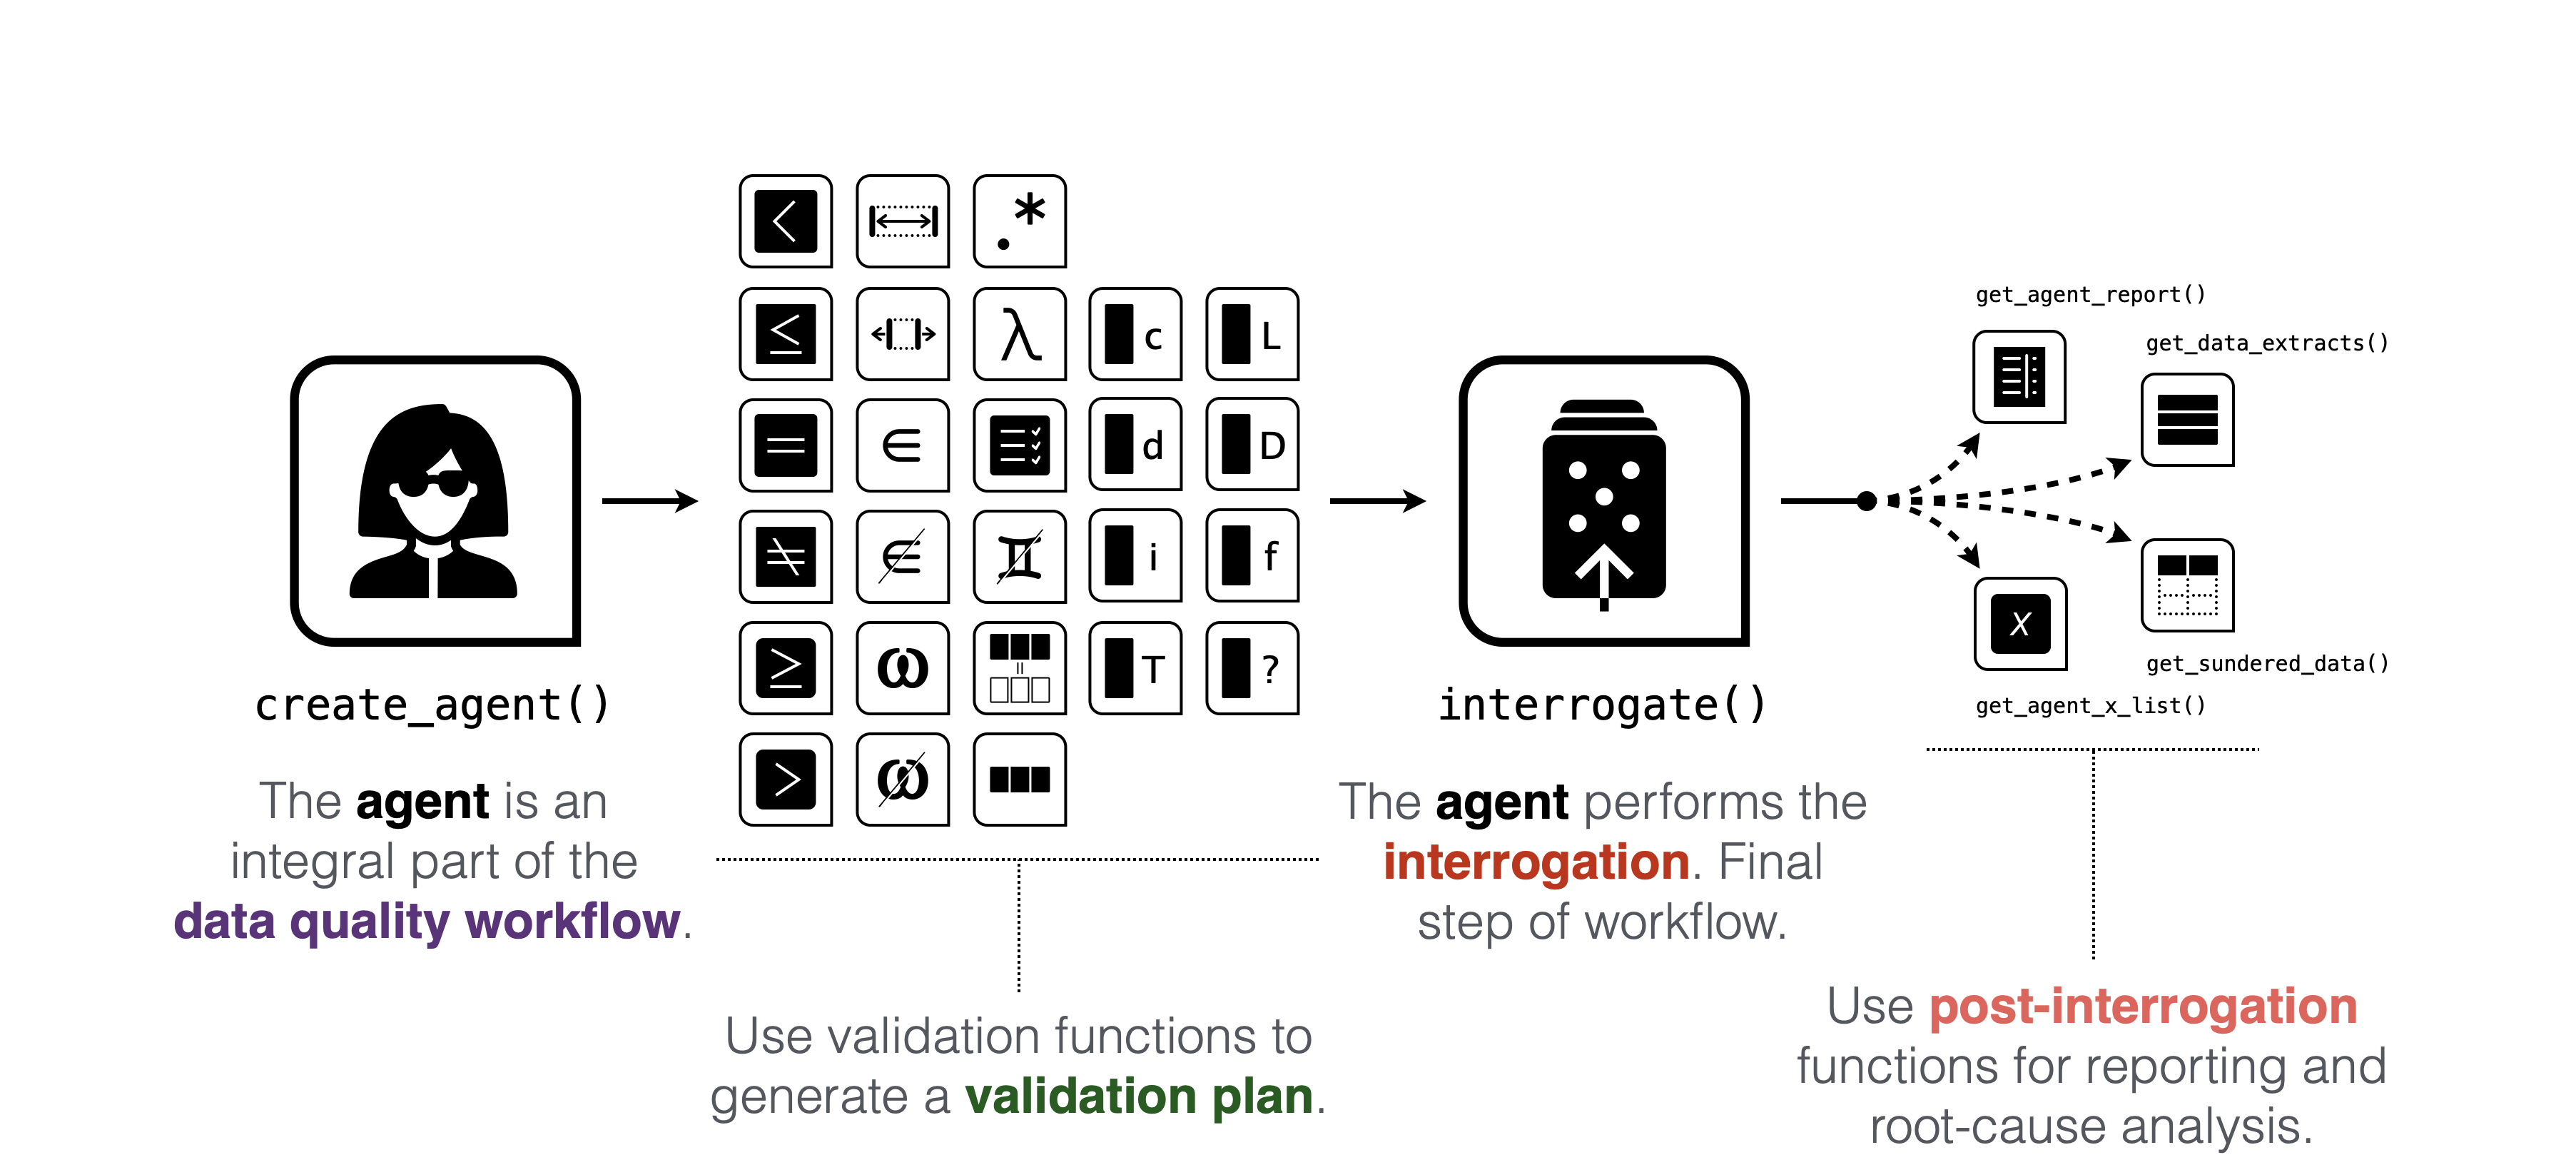 create_agent()
The agent is an
integral part of the
data quality workflow.
<
.*
≤
λ
c
L
=
∈
d
D
≠
∉
i
f
≥
ω
=
T
?
>
ω
Use validation functions to
generate a validation plan.
interrogate()
The agent performs the
interrogation. Final
step of workflow.
get_agent_report()
get_data_extracts()
X
get_sundered_data()
get_agent_x_list()
Use post-interrogation
functions for reporting and
root-cause analysis.